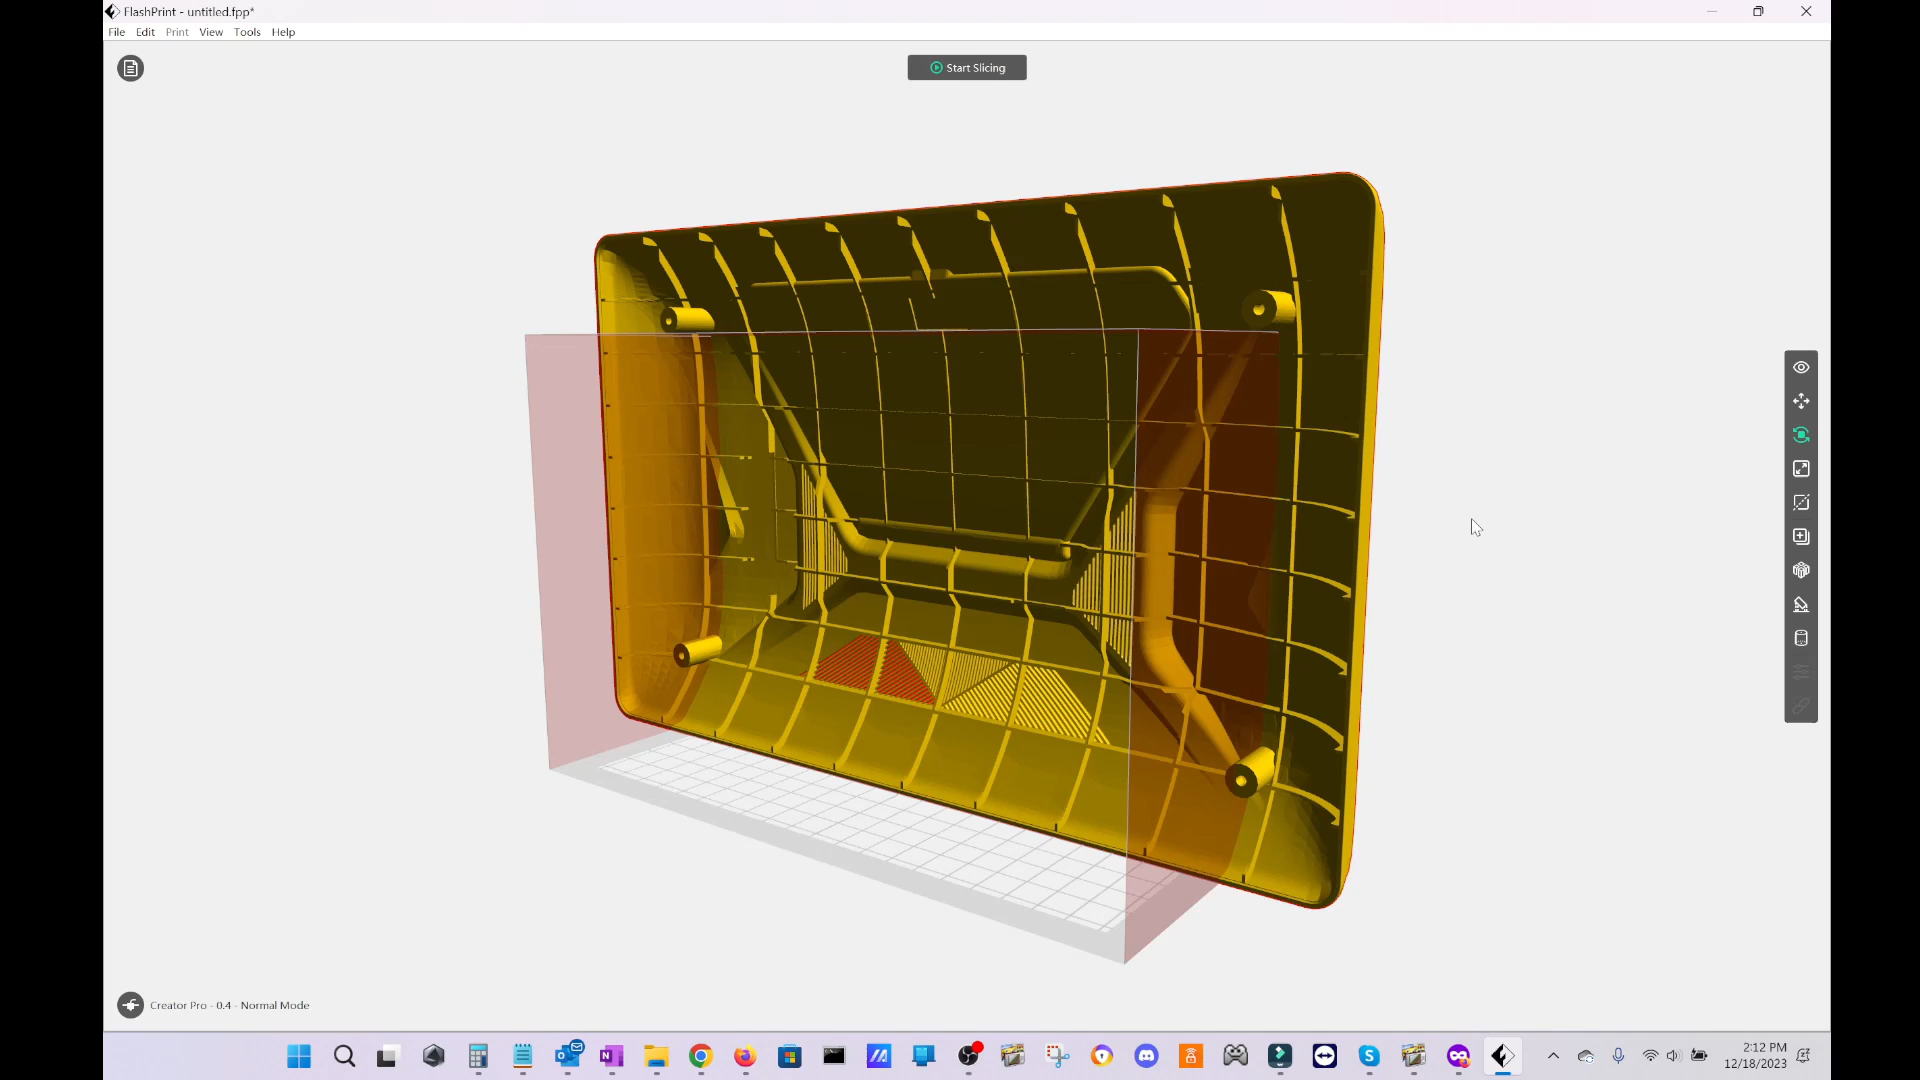 FlashPrint - untitled.fpp*
File Edit Print View Tools Help
Start Slicing
Creator Pro - 0.4 - Normal Mode
2:12 PM
12/18/2023